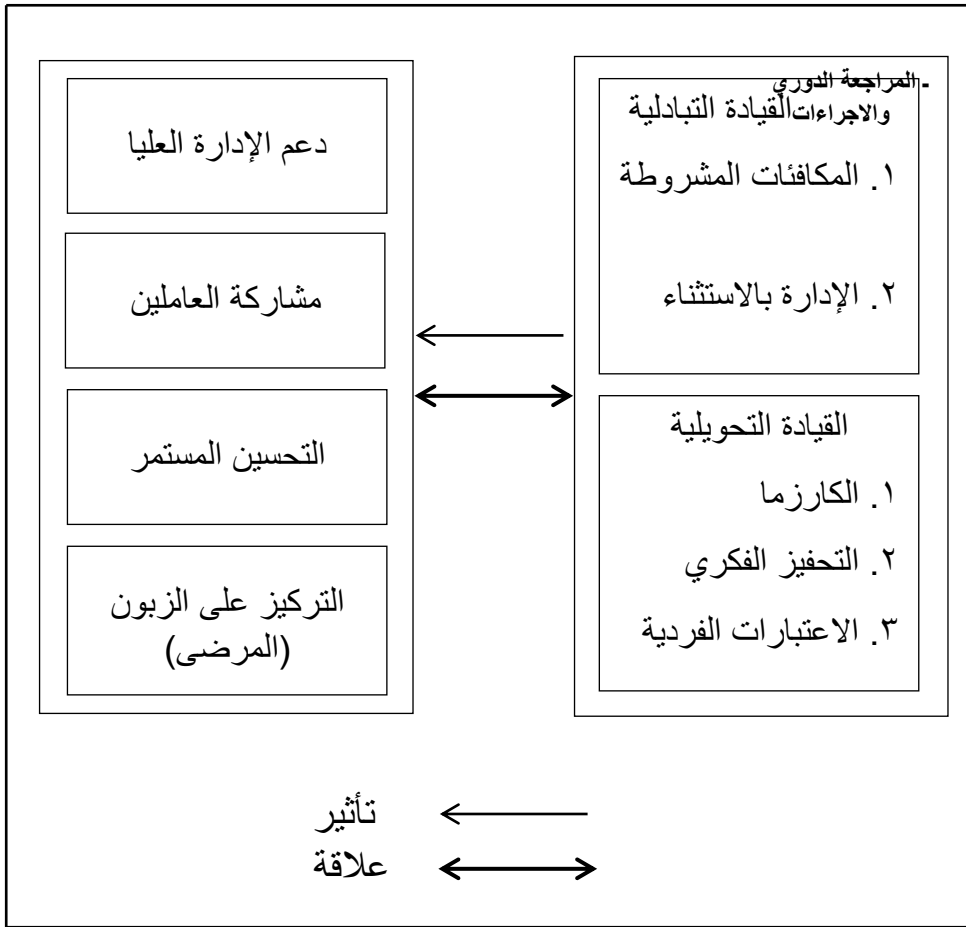 ـ المراجعة الدوري
والاجراءات
القيادة التبادلية
١. المكافئات المشروطة
٢. الإدارة بالاستثناء
القيادة التحويلية
١. الكارزما
٢. التحفيز الفكري
٣. الاعتبارات الفردية
دعم الإدارة العليا
مشاركة العاملين
التحسين المستمر
التركيز على الزبون
(المرضى)
تأثير
علاقة